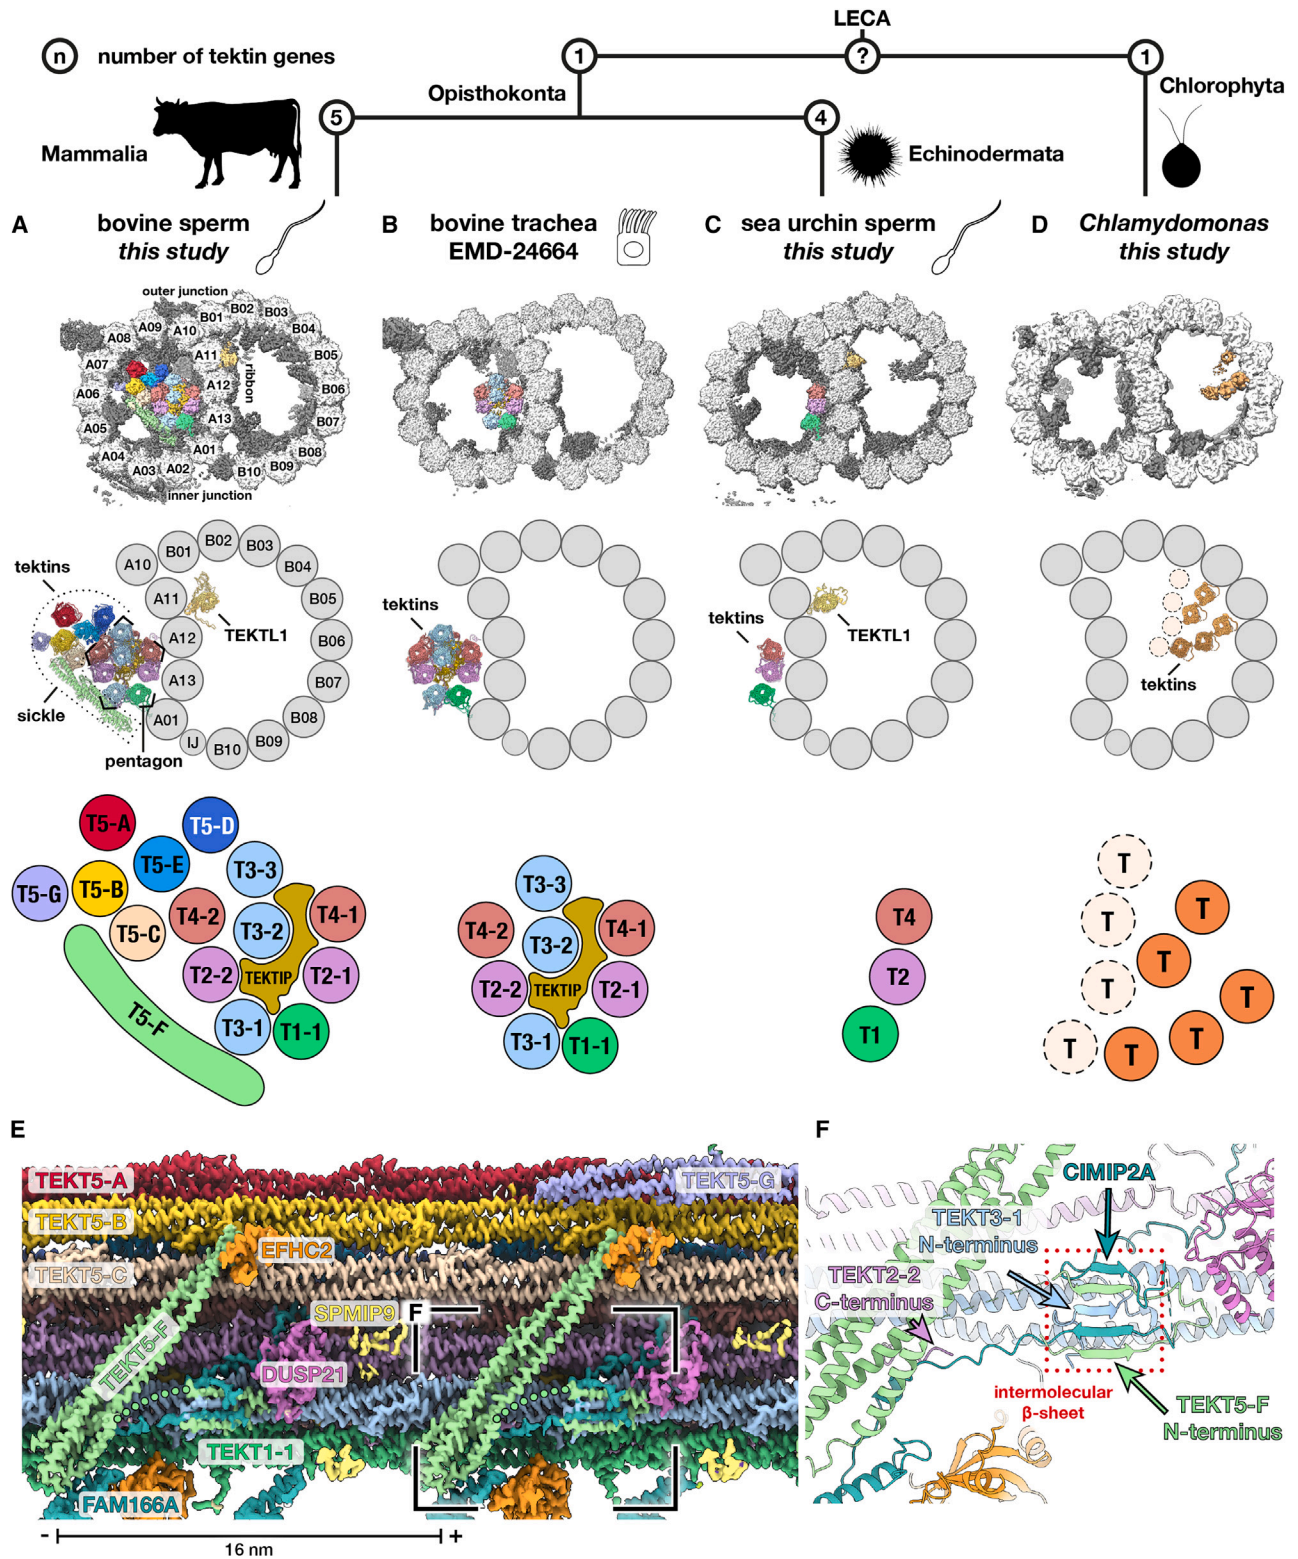 LECA
n number of tektin genes
1
?
1
Opisthokonta
Chlorophyta
5
4
Mammalia
Echinodermata
A bovine sperm
this study
B bovine trachea
EMD-24664
C sea urchin sperm
this study
D Chlamydomonas
this study
outer junction
A09 A10 B01 B02 B03
A08 B04
A07 A11 B05
A06 A12 ribbon B06
A05 A13 B07
A04 A03 A02 A01 B10 B09 B08
inner junction
tektins
A10 B01 B02 B03 B04
A11 B05
TEKTL1
A12 B06
A13 B07
sickle
A01 B08
IJ B10 B09
pentagon
tektins
tektins
TEKTL1
tektins
T5-A T5-D
T5-E T3-3
T5-G T5-B
T5-C T4-2 T3-2 T4-1
T2-2 TEKTIP T2-1
T5-F T3-1 T1-1
T3-3
T4-2 T3-2 T4-1
T2-2 TEKTIP T2-1
T3-1 T1-1
T4
T2
T1
T
T T
T
T T
T T T
E
TEKT5-A
TEKT5-G
TEKT5-B
EFHC2
TEKT5-C
SPMIP9
F
TEKT5-F
DUSP21
TEKT1-1
FAM166A
- +
16 nm
F
CIMIP2A
TEKT3-1
N-terminus
TEKT2-2
C-terminus
intermolecular
β-sheet
TEKT5-F
N-terminus